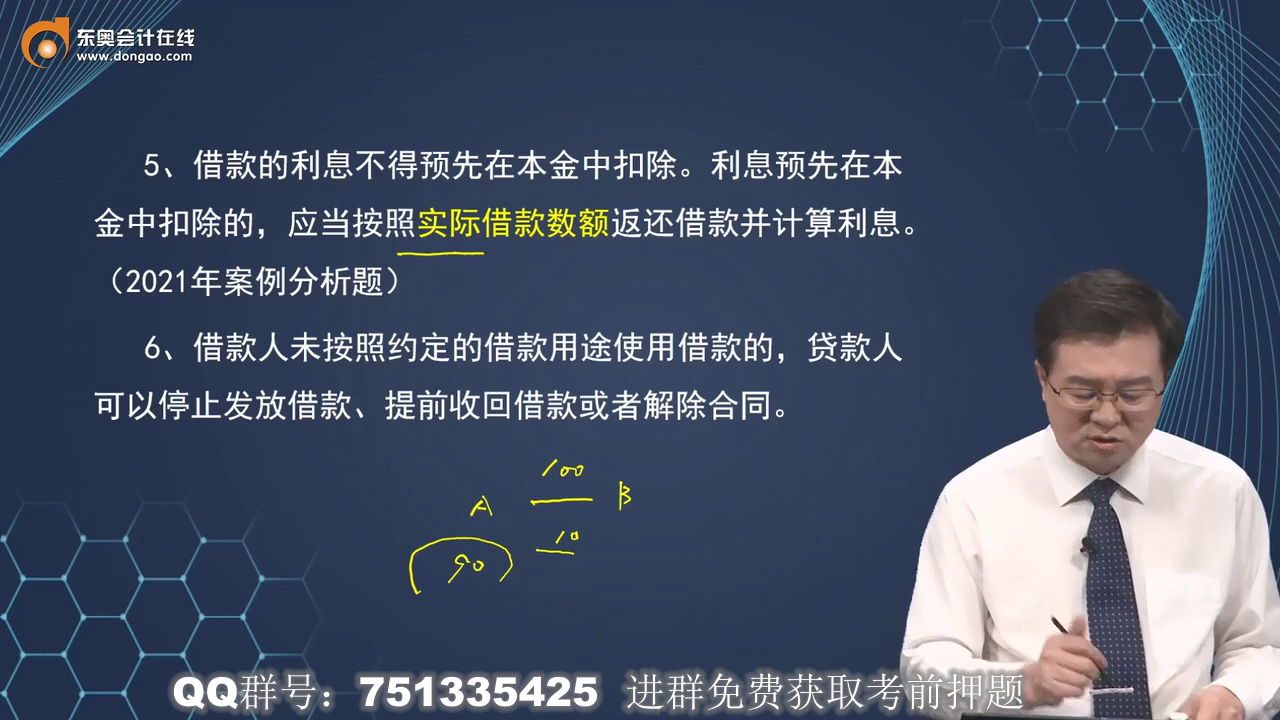 东奥会计在线
www.dongao.com
5、借款的利息不得预先在本金中扣除。利息预先在本
金中扣除的，应当按照实际借款数额返还借款并计算利息。
（2021年案例分析题）
6、借款人未按照约定的借款用途使用借款的，贷款人
可以停止发放借款、提前收回借款或者解除合同。
100
A B
10
90
QQ群号：751335425 进群免费获取考前押题